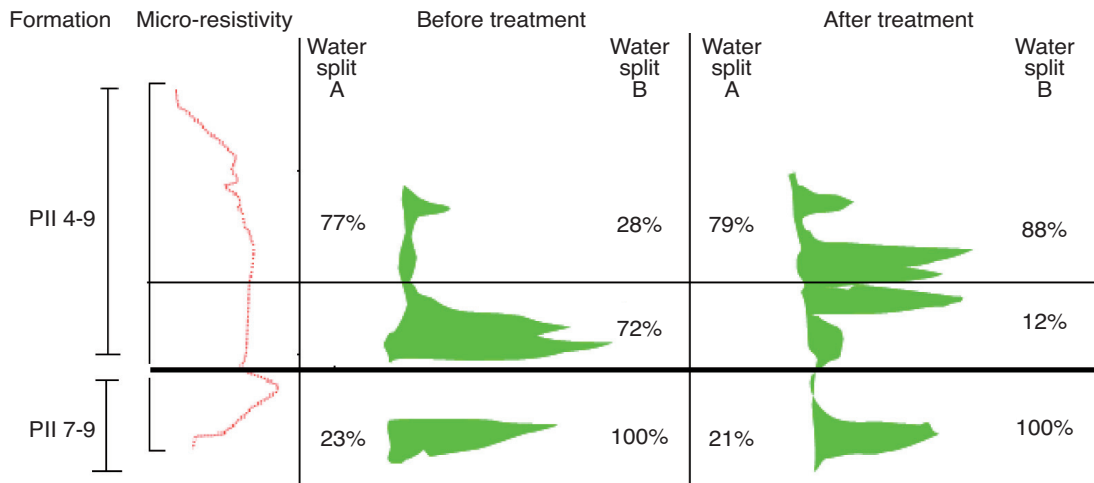 Formation Micro-resistivity Before treatment After treatment
Water split A
Water split B
Water split A
Water split B
PII 4-9 77% 28% 79% 88%
72% 12%
PII 7-9 23% 100% 21% 100%